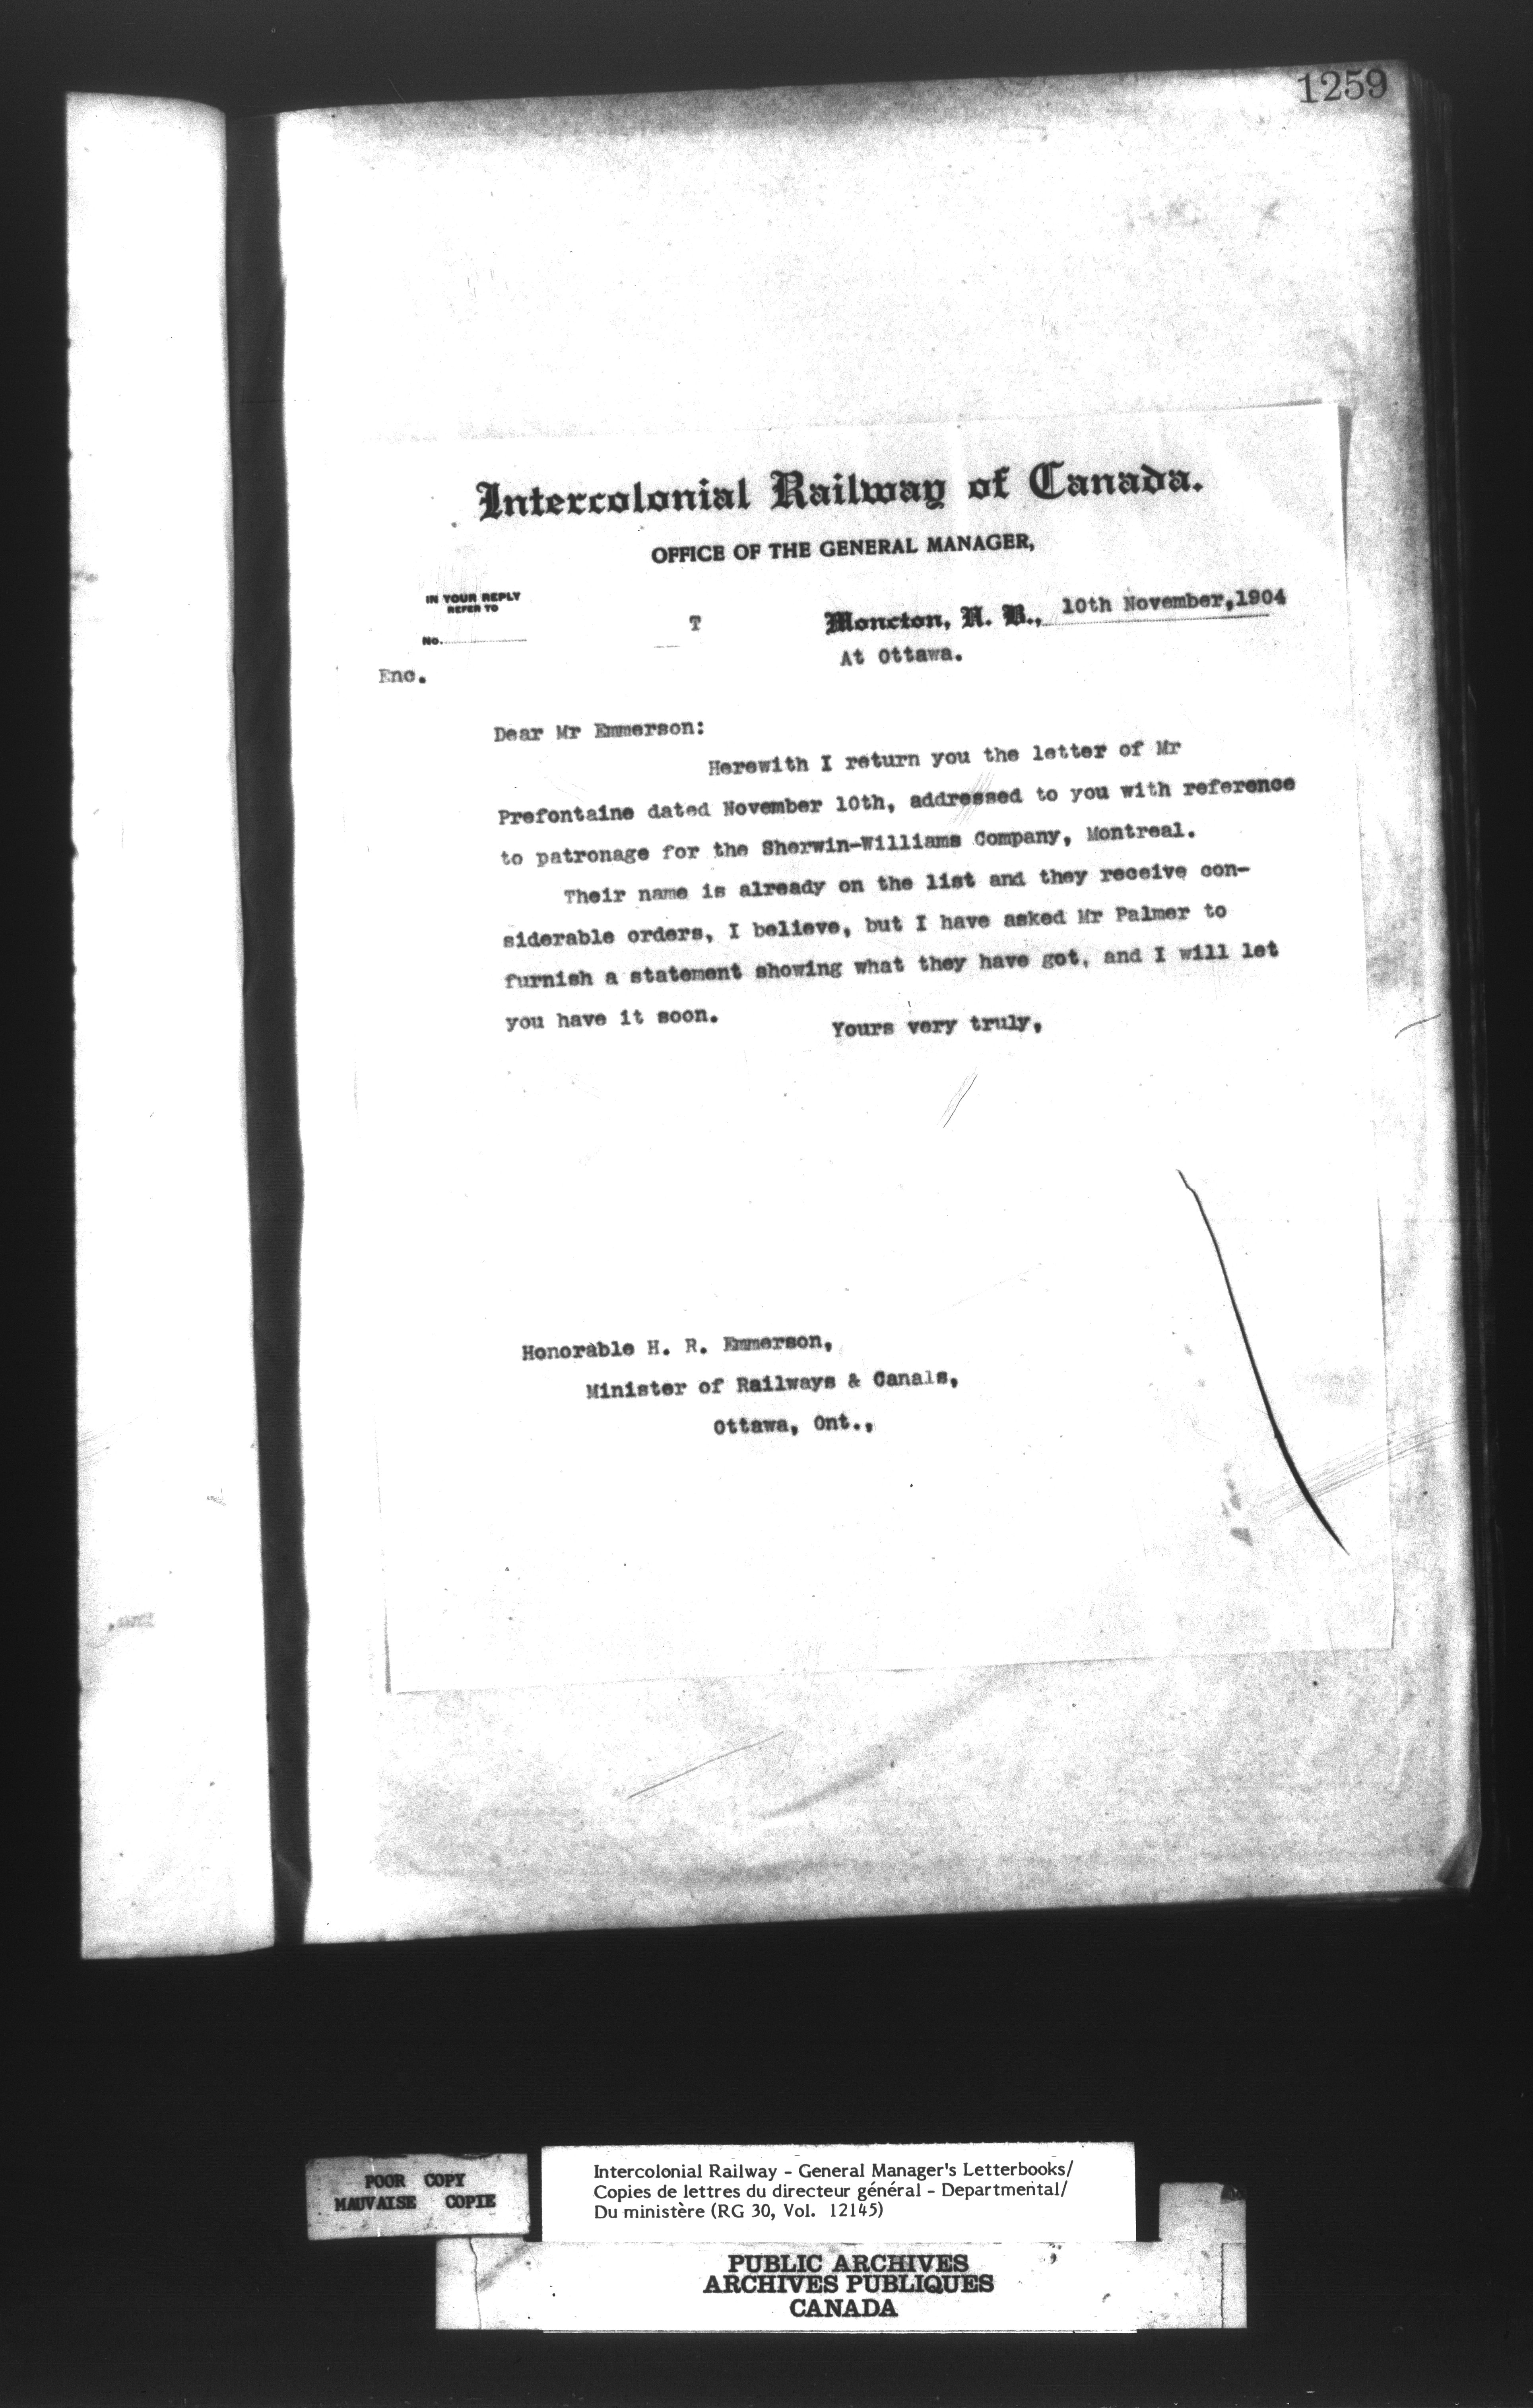 1259
Intercolonial Railway of Canada.
OFFICE OF THE GENERAL MANAGER,
IN YOUR REPLY
REFER TO
No.
T
Moncton, N. B., 10th November,1904
At Ottawa.
Enc.
Dear Mr Emmerson:
Herewith I return you the letter of Mr
Prefontaine dated November 10th, addressed to you with reference
to patronage for the Sherwin-Williams Company, Montreal.
Their name is already on the list and they receive con-
siderable orders, I believe, but I have asked Mr Palmer to
furnish a statement showing what they have got, and I will let
you have it soon.
Yours very truly,
Honorable H. R. Emmerson,
Minister of Railways & Canals,
Ottawa, Ont.,
POOR COPY
MAUVAISE COPIE
Intercolonial Railway - General Manager's Letterbooks/
Copies de lettres du directeur général - Departmental/
Du ministère (RG 30, Vol. 12145)
PUBLIC ARCHIVES
ARCHIVES PUBLIQUES
CANADA